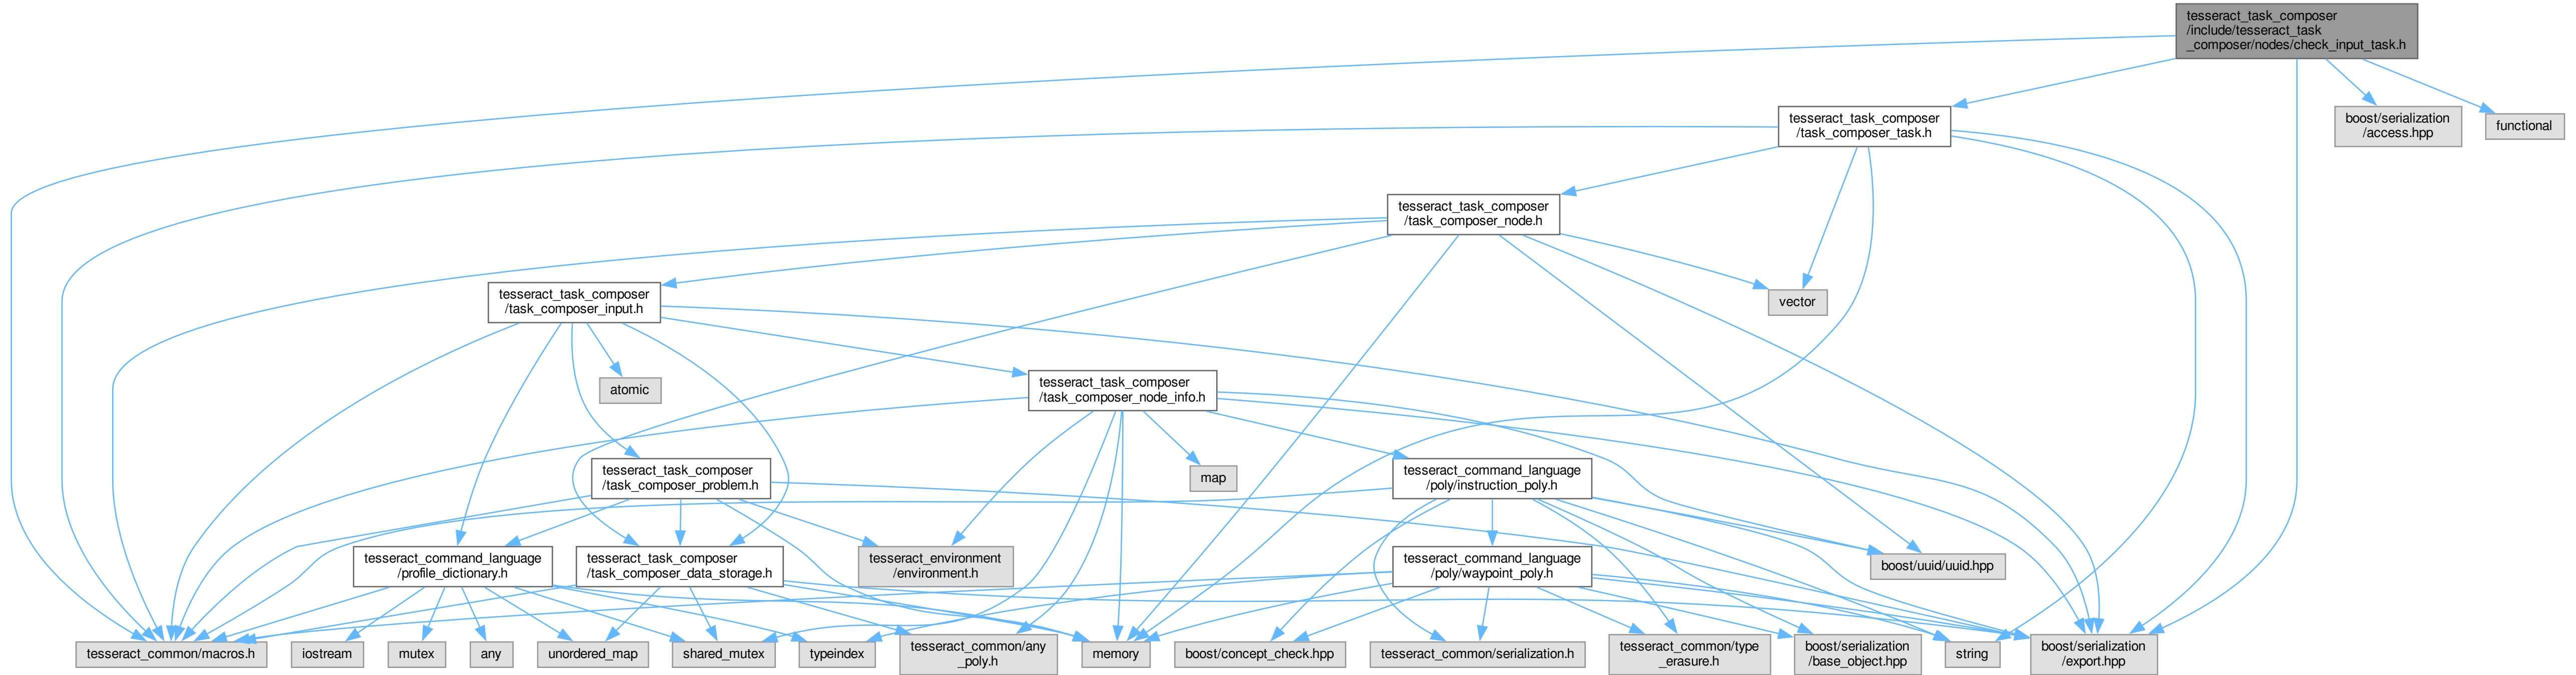 tesseract_task_composer
/include/tesseract_task
_composer/nodes/check_input_task.h
tesseract_task_composer
/task_composer_task.h
boost/serialization
/access.hpp
functional
tesseract_task_composer
/task_composer_node.h
tesseract_task_composer
/task_composer_input.h
vector
atomic
tesseract_task_composer
/task_composer_node_info.h
tesseract_task_composer
/task_composer_problem.h
map
tesseract_command_language
/poly/instruction_poly.h
tesseract_command_language
/profile_dictionary.h
tesseract_task_composer
/task_composer_data_storage.h
tesseract_environment
/environment.h
tesseract_command_language
/poly/waypoint_poly.h
boost/uuid/uuid.hpp
tesseract_common/macros.h
iostream
mutex
any
unordered_map
shared_mutex
typeindex
tesseract_common/any
_poly.h
memory
boost/concept_check.hpp
tesseract_common/serialization.h
tesseract_common/type
_erasure.h
boost/serialization
/base_object.hpp
string
boost/serialization
/export.hpp